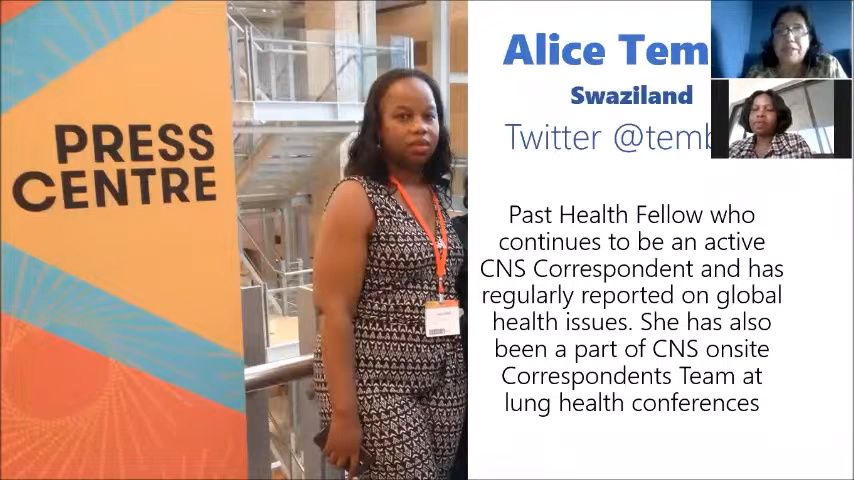 PRESS
CENTRE
Alice Tem
Swaziland
Twitter @temb
Past Health Fellow who
continues to be an active
CNS Correspondent and has
regularly reported on global
health issues. She has also
been a part of CNS onsite
Correspondents Team at
lung health conferences